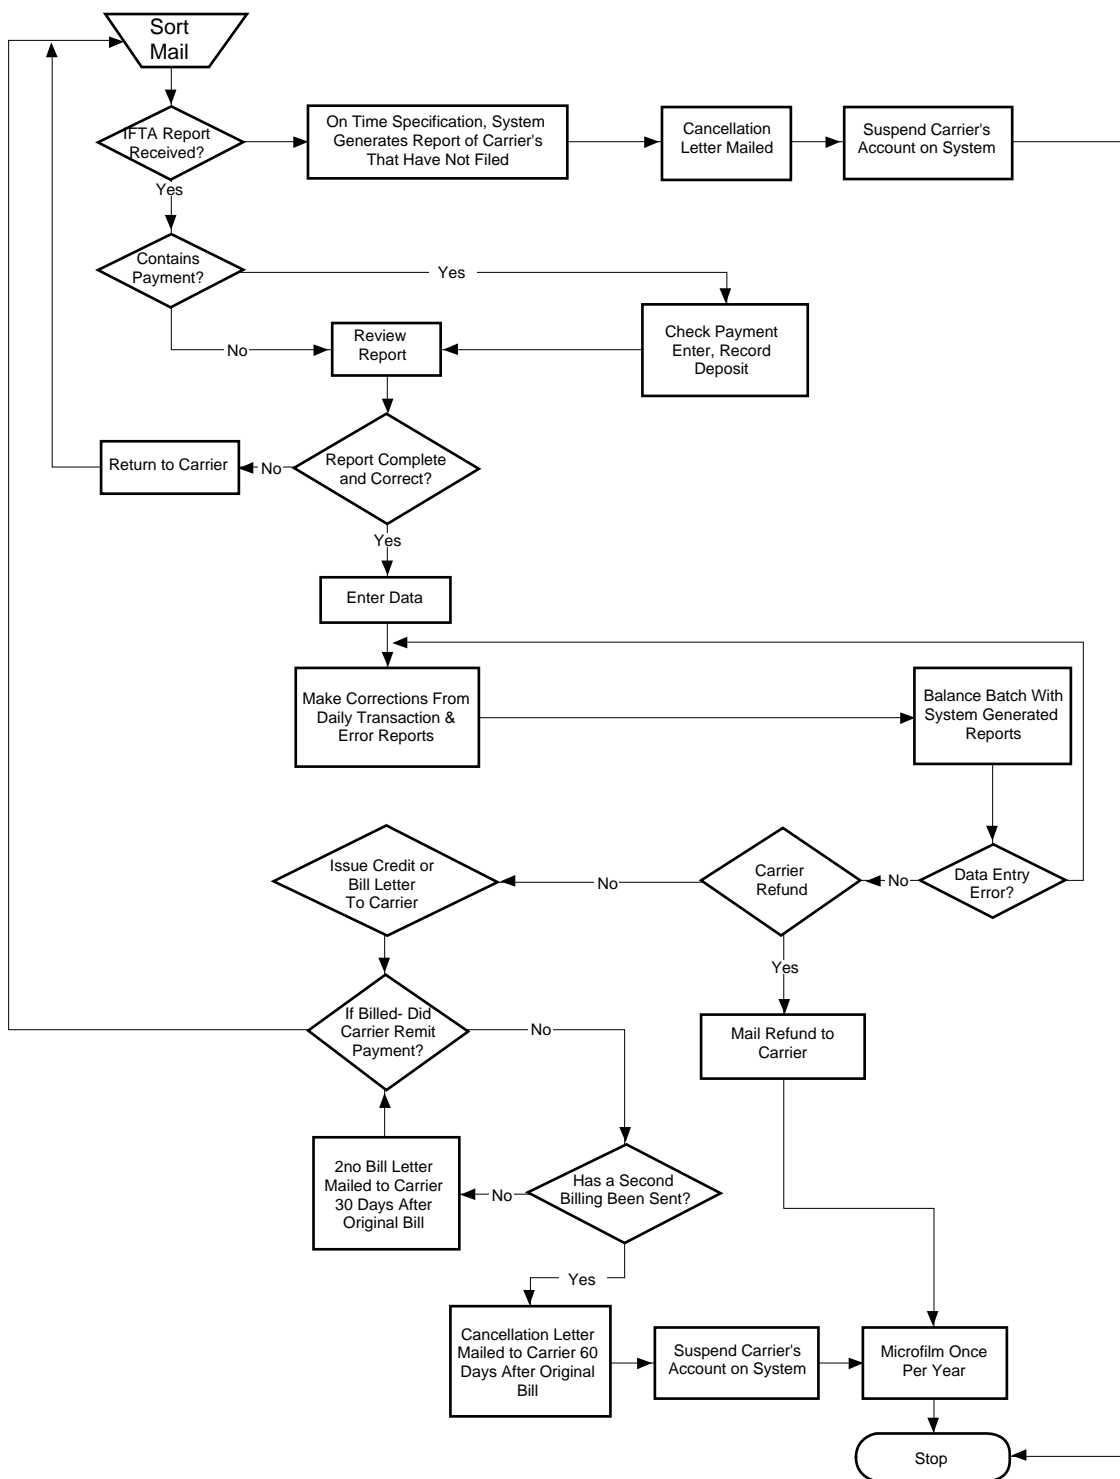 Sort
Mail
IFTA Report
Received?
On Time Specification, System
Generates Report of Carrier's
That Have Not Filed
Cancellation
Letter Mailed
Suspend Carrier's
Account on System
Yes
Contains
Payment?
Yes
Check Payment
Enter, Record
Deposit
No
Review
Report
Return to Carrier
No
Report Complete
and Correct?
Yes
Enter Data
Make Corrections From
Daily Transaction &
Error Reports
Balance Batch With
System Generated
Reports
Data Entry
Error?
No
Carrier
Refund
No
Issue Credit or
Bill Letter
To Carrier
Yes
Mail Refund to
Carrier
If Billed- Did
Carrier Remit
Payment?
No
Has a Second
Billing Been Sent?
No
2no Bill Letter
Mailed to Carrier
30 Days After
Original Bill
Yes
Cancellation Letter
Mailed to Carrier 60
Days After Original
Bill
Suspend Carrier's
Account on System
Microfilm Once
Per Year
Stop